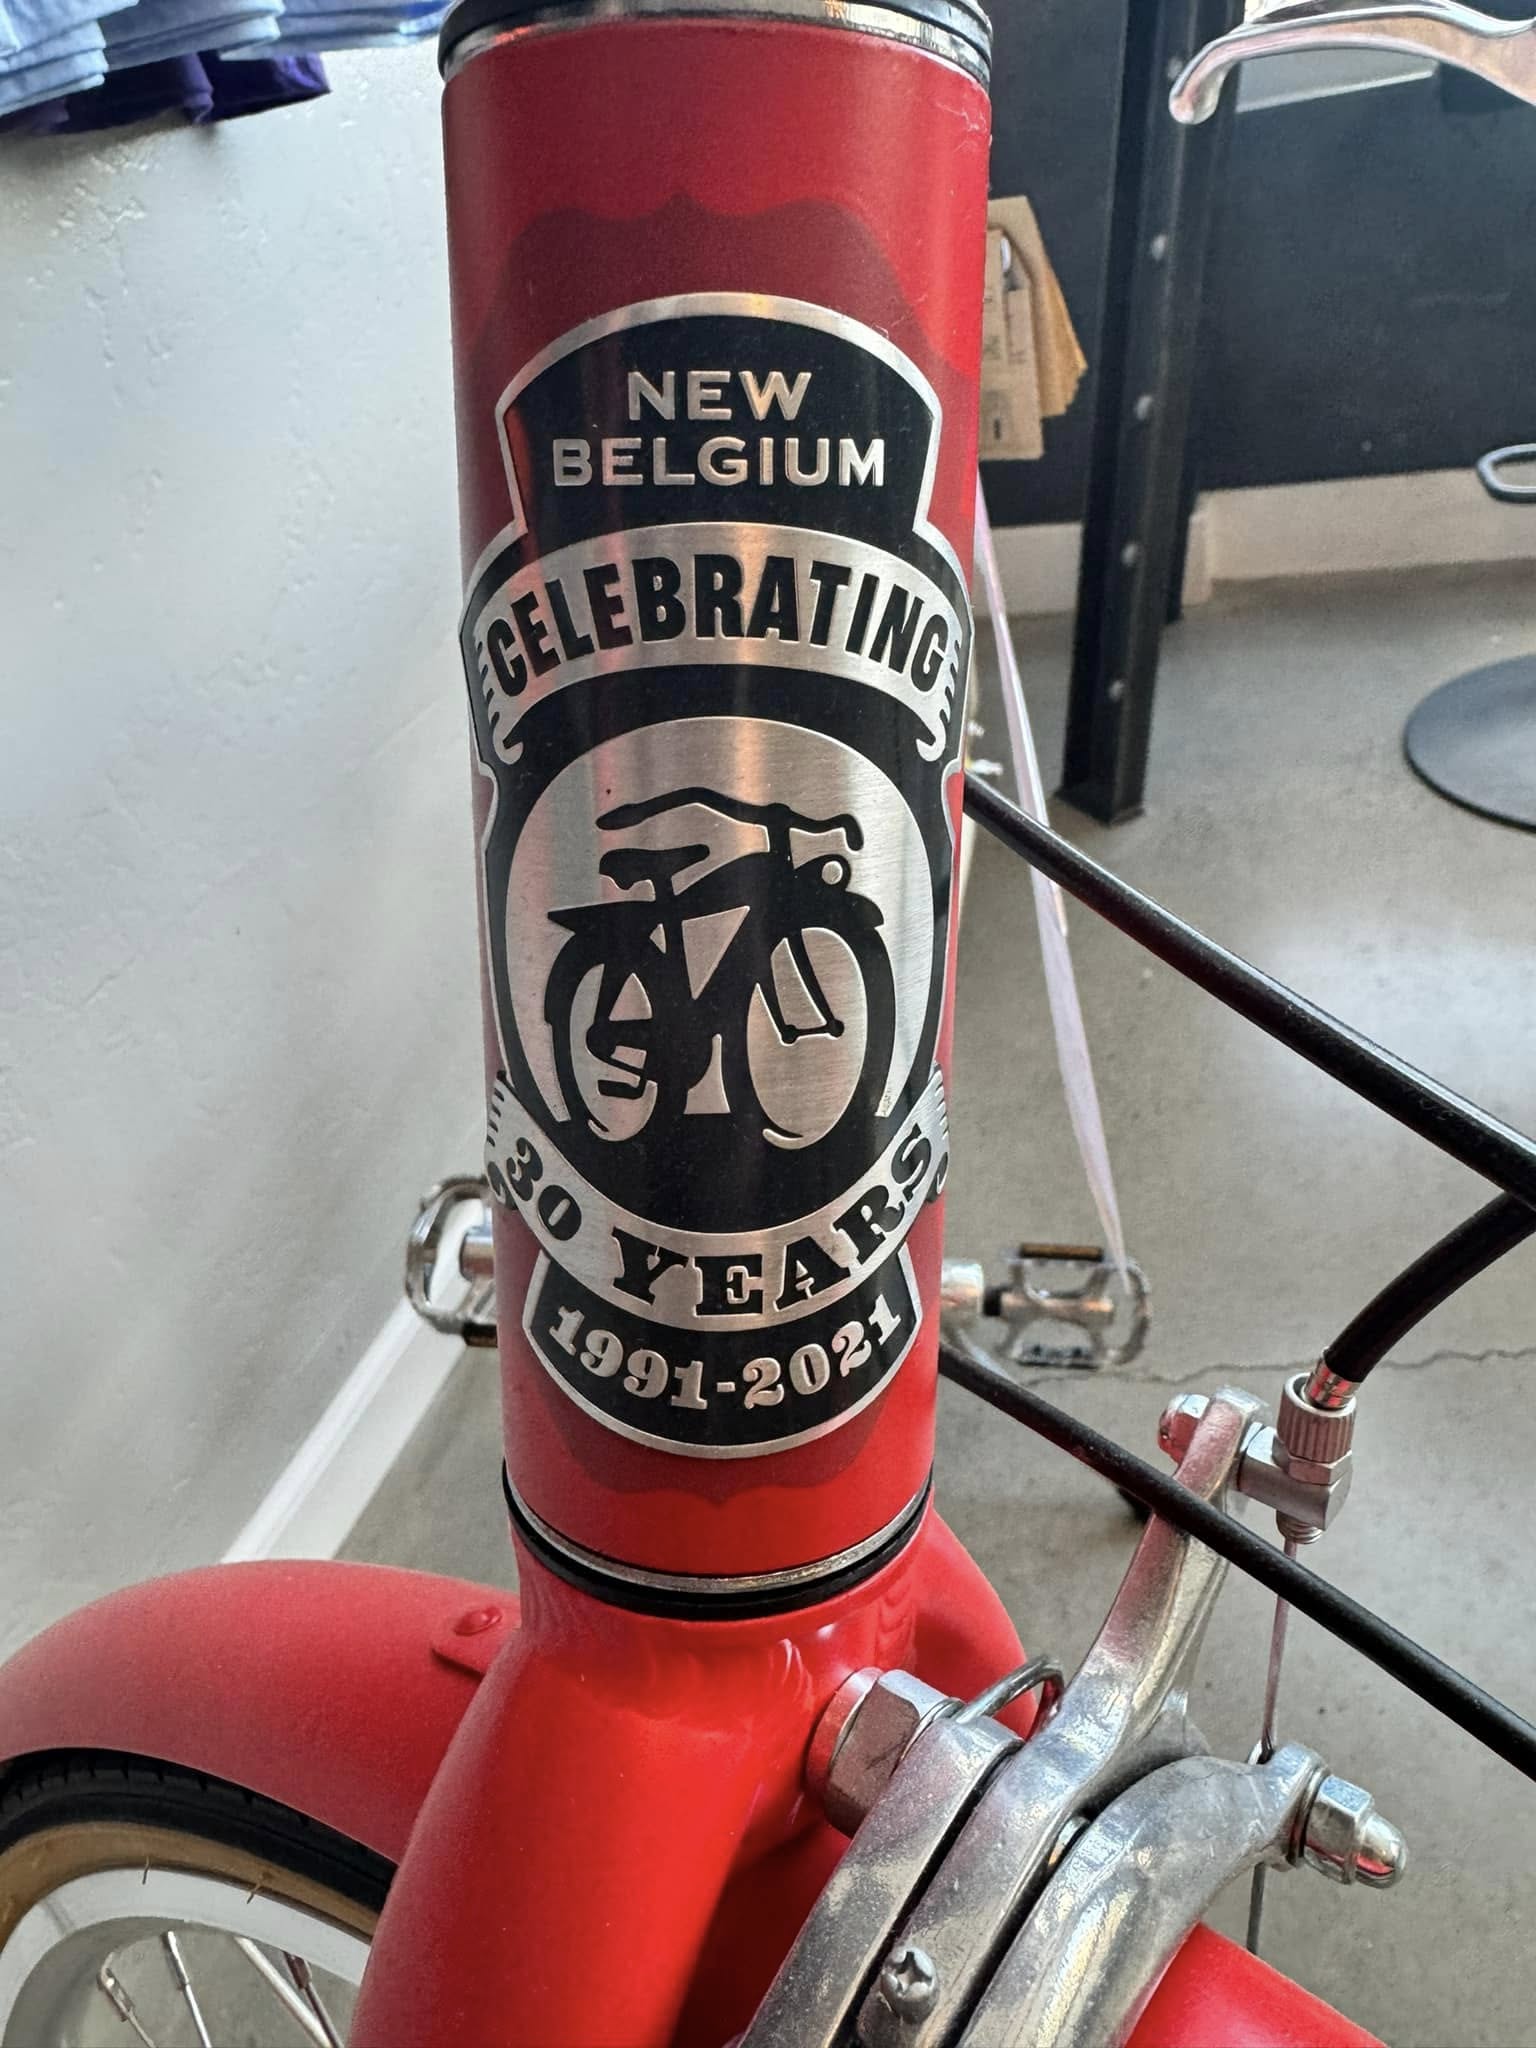 NEW
BELGIUM
CELEBRATING
30 YEARS
1991-2021